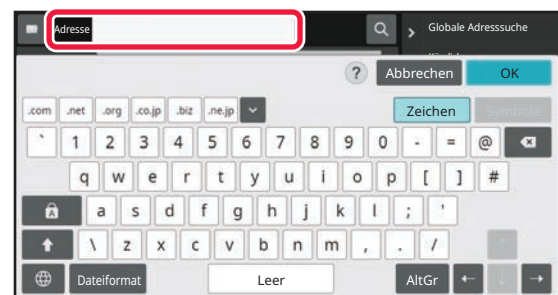 Adresse
Globale Adresssuche
? Abbrechen OK
.com .net .org .co.jp .biz .ne.jp Zeichen Symbole
` 1 2 3 4 5 6 7 8 9 0 - = @
q w e r t y u i o p [ ] #
A a s d f g h j k l ; '
\ z x c v b n m , . /
Dateiformat Leer AltGr